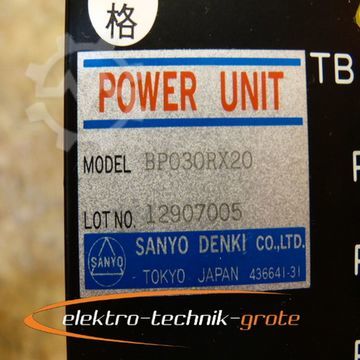 格
TB
POWER UNIT
MODEL BP030RX20
LOT NO. 12907005
SANYO
SANYO DENKI CO.,LTD.
TOKYO JAPAN 436641-31
elektro-technik-grote